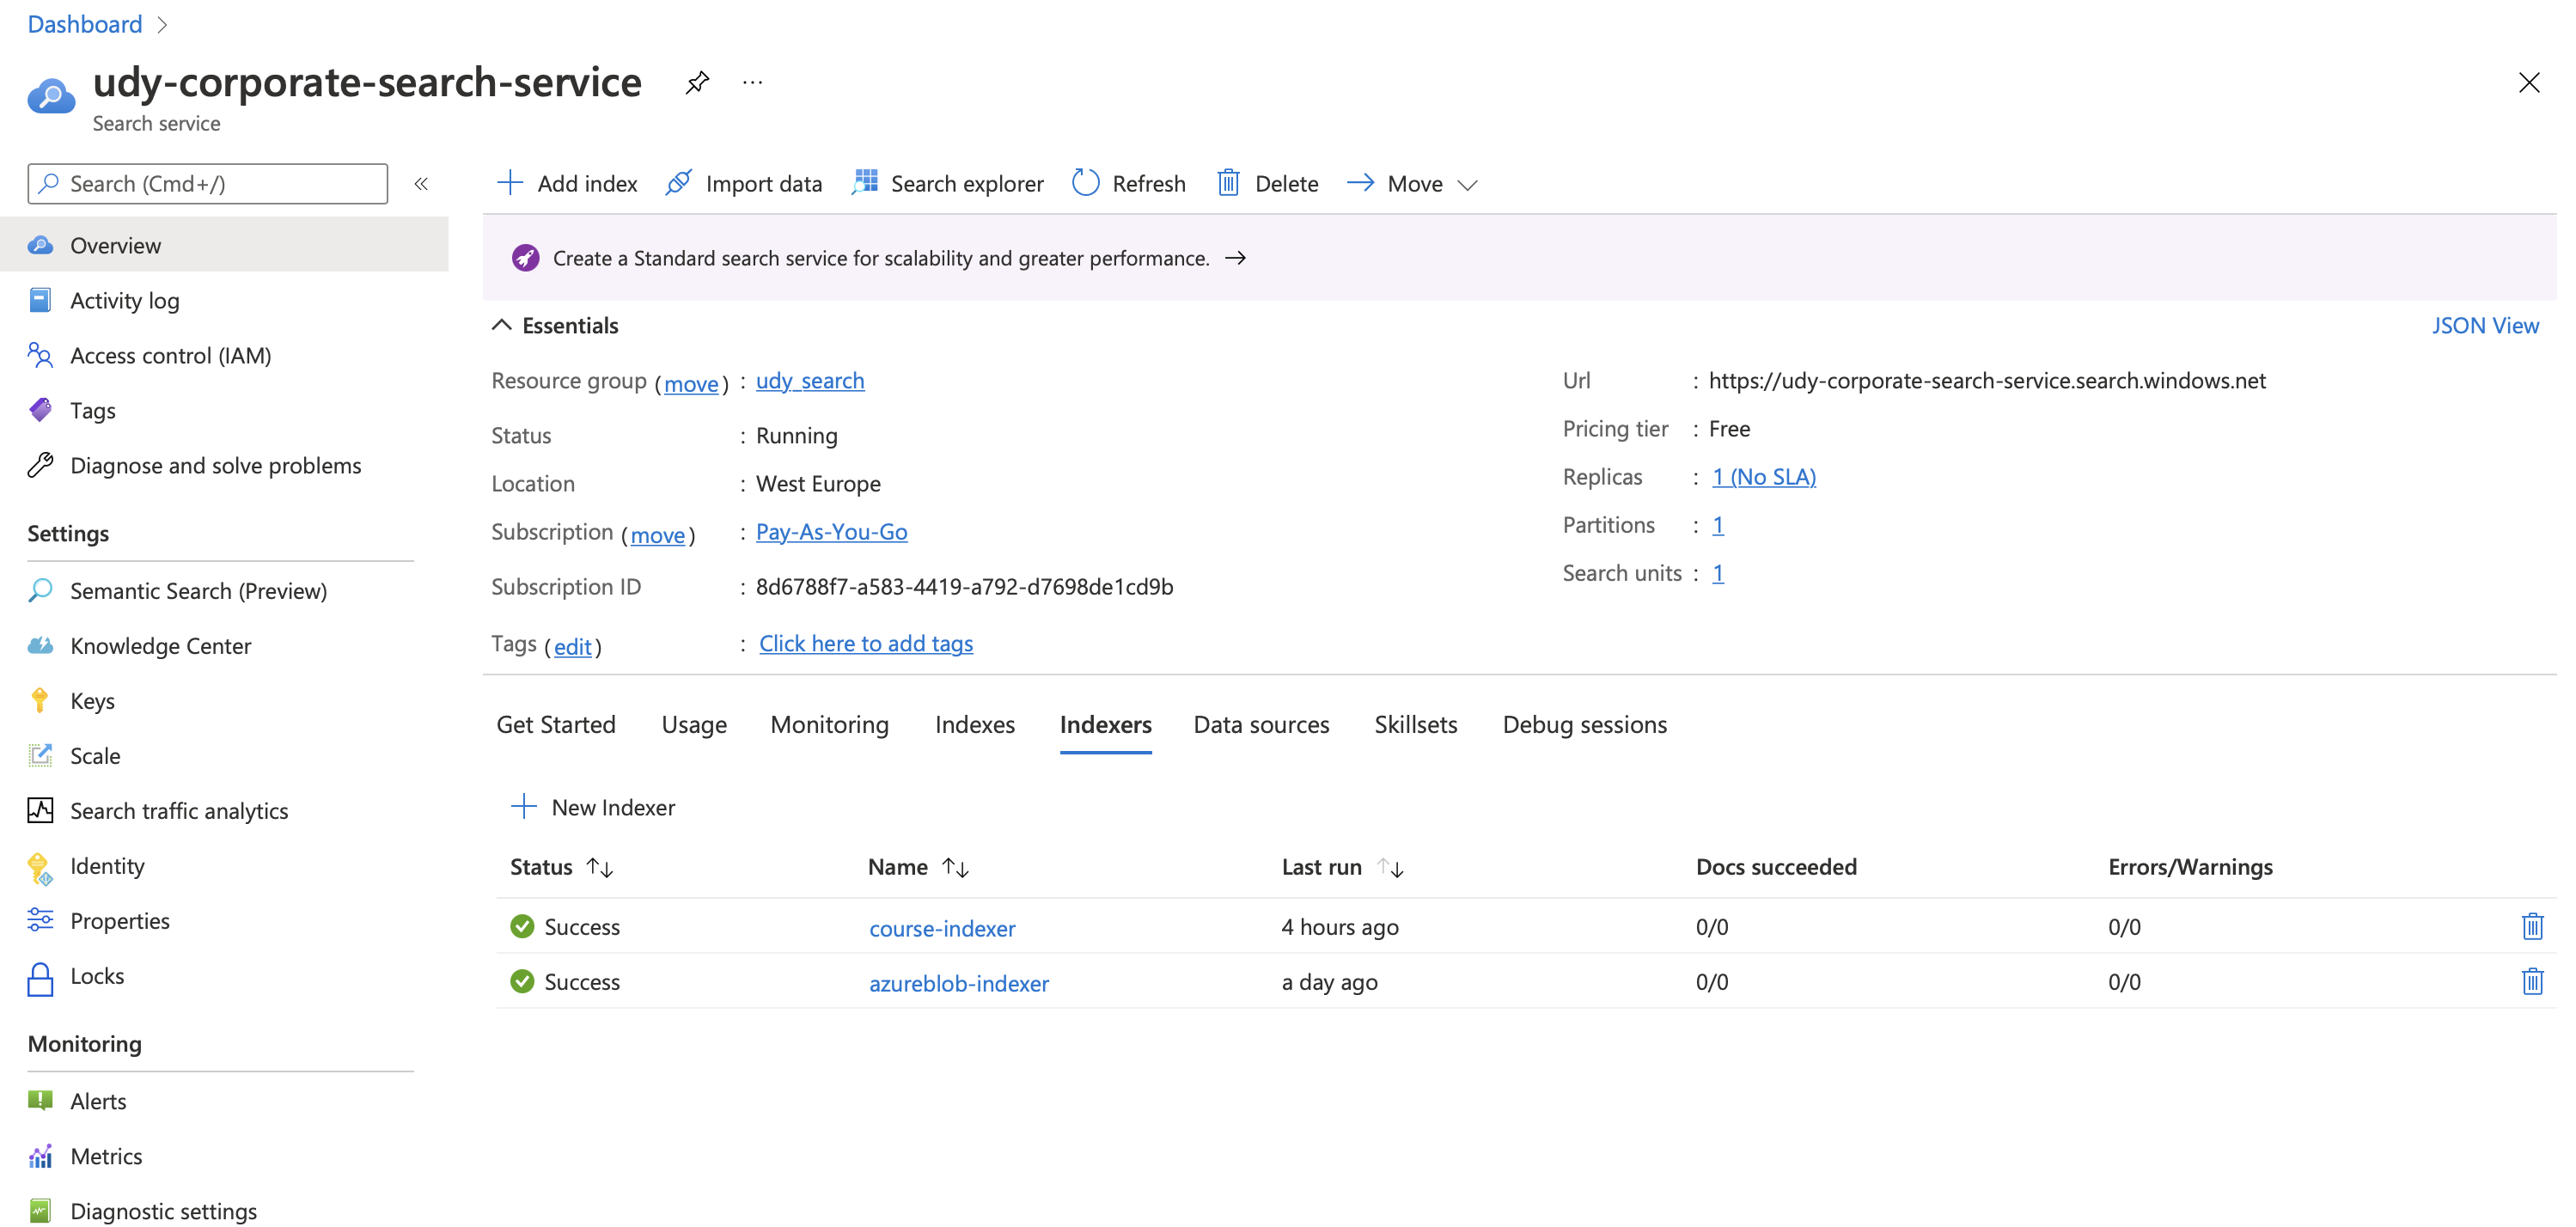 Dashboard
udy-corporate-search-service
Search service
Search (Cmd+/)
Overview
Activity log
Access control (IAM)
Tags
Diagnose and solve problems
Settings
Semantic Search (Preview)
Knowledge Center
Keys
Scale
Search traffic analytics
Identity
Properties
Locks
Monitoring
Alerts
Metrics
Diagnostic settings
Add index Import data Search explorer Refresh Delete Move
Create a Standard search service for scalability and greater performance. →
Essentials JSON View
Resource group (move) : udy_search
Status : Running
Location : West Europe
Subscription (move) : Pay-As-You-Go
Subscription ID : 8d6788f7-a583-4419-a792-d7698de1cd9b
Tags (edit) : Click here to add tags
Url : https://udy-corporate-search-service.search.windows.net
Pricing tier : Free
Replicas : 1 (No SLA)
Partitions : 1
Search units : 1
Get Started Usage Monitoring Indexes Indexers Data sources Skillsets Debug sessions
New Indexer
Status Name Last run Docs succeeded Errors/Warnings
Success course-indexer 4 hours ago 0/0 0/0
Success azureblob-indexer a day ago 0/0 0/0